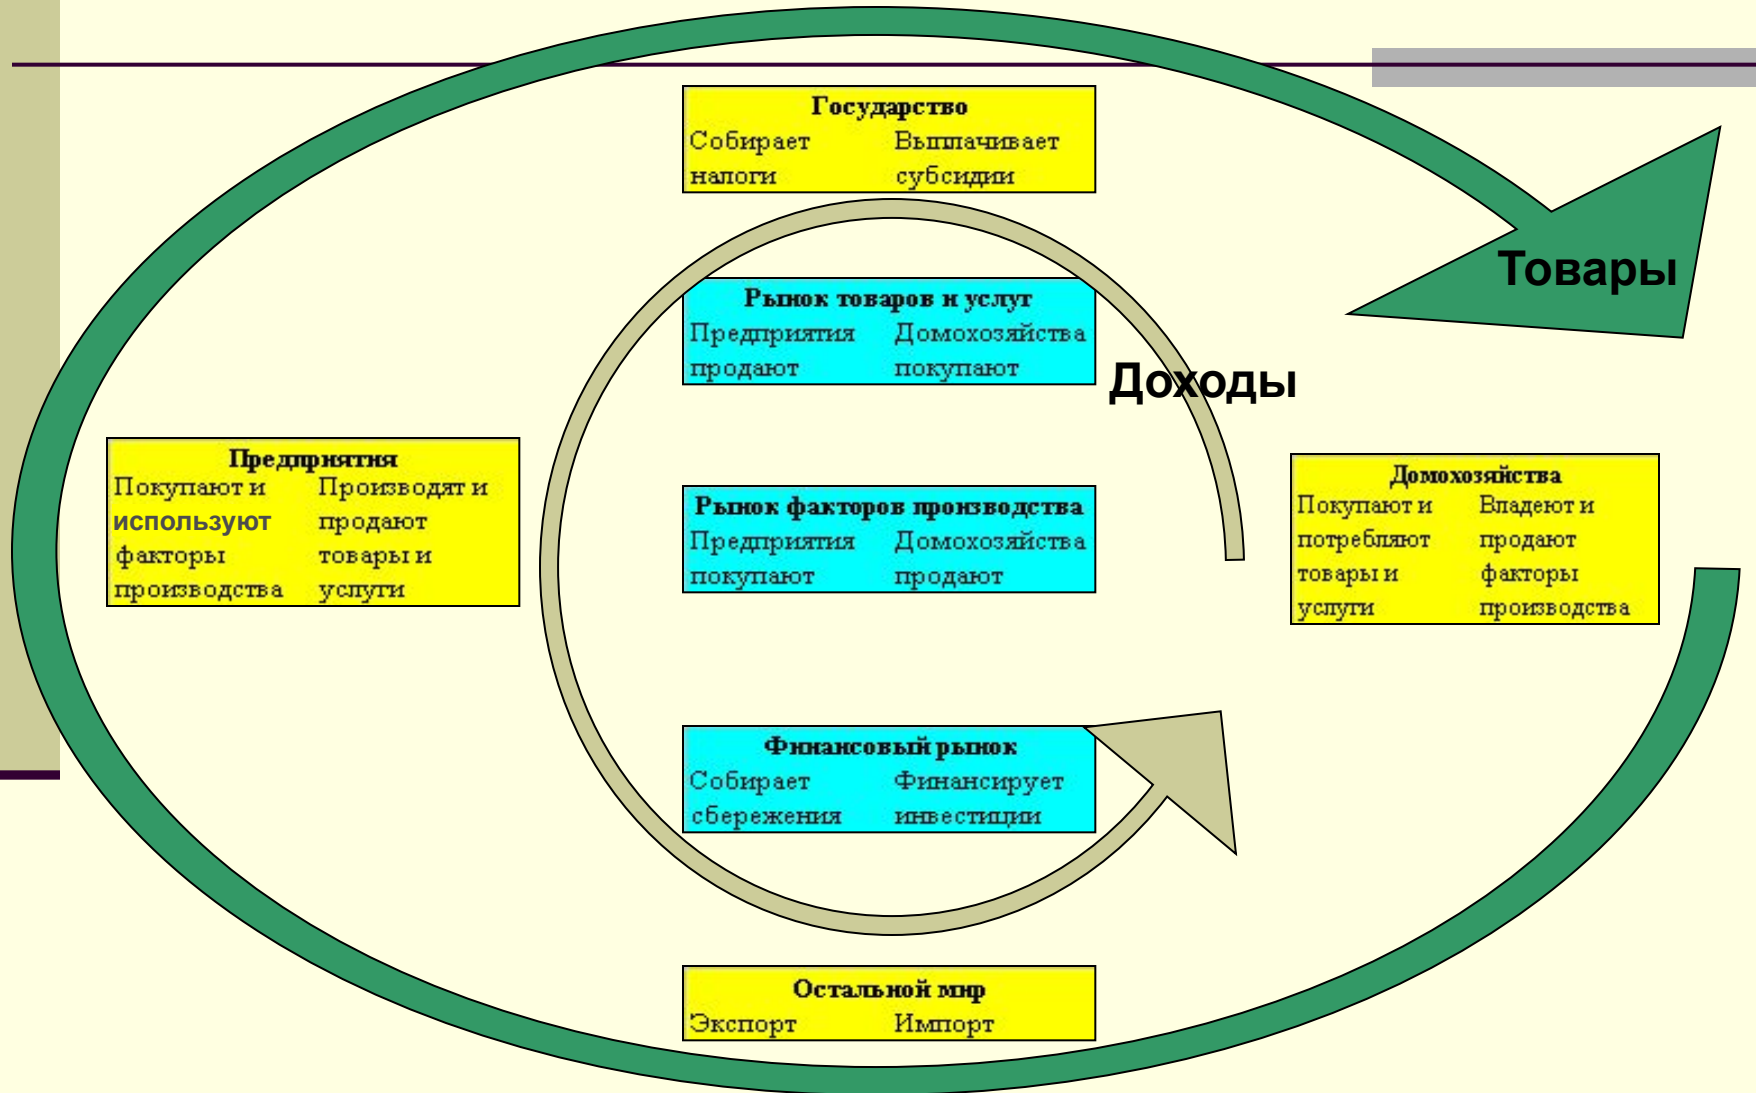 Государство
Собирает Выплачивает
налоги субсидии
Товары
Рынок товаров и услуг
Предприятия Домохозяйства
продают покупают
Доходы
Предприятия
Покупают и Производят и
используют продают
факторы товары и
производства услуги
Рынок факторов производства
Предприятия Домохозяйства
покупают продают
Домохозяйства
Покупают и Владеют и
потребляют продают
товары и факторы
услуги производства
Финансовый рынок
Собирает Финансирует
сбережения инвестиции
Остальной мир
Экспорт Импорт